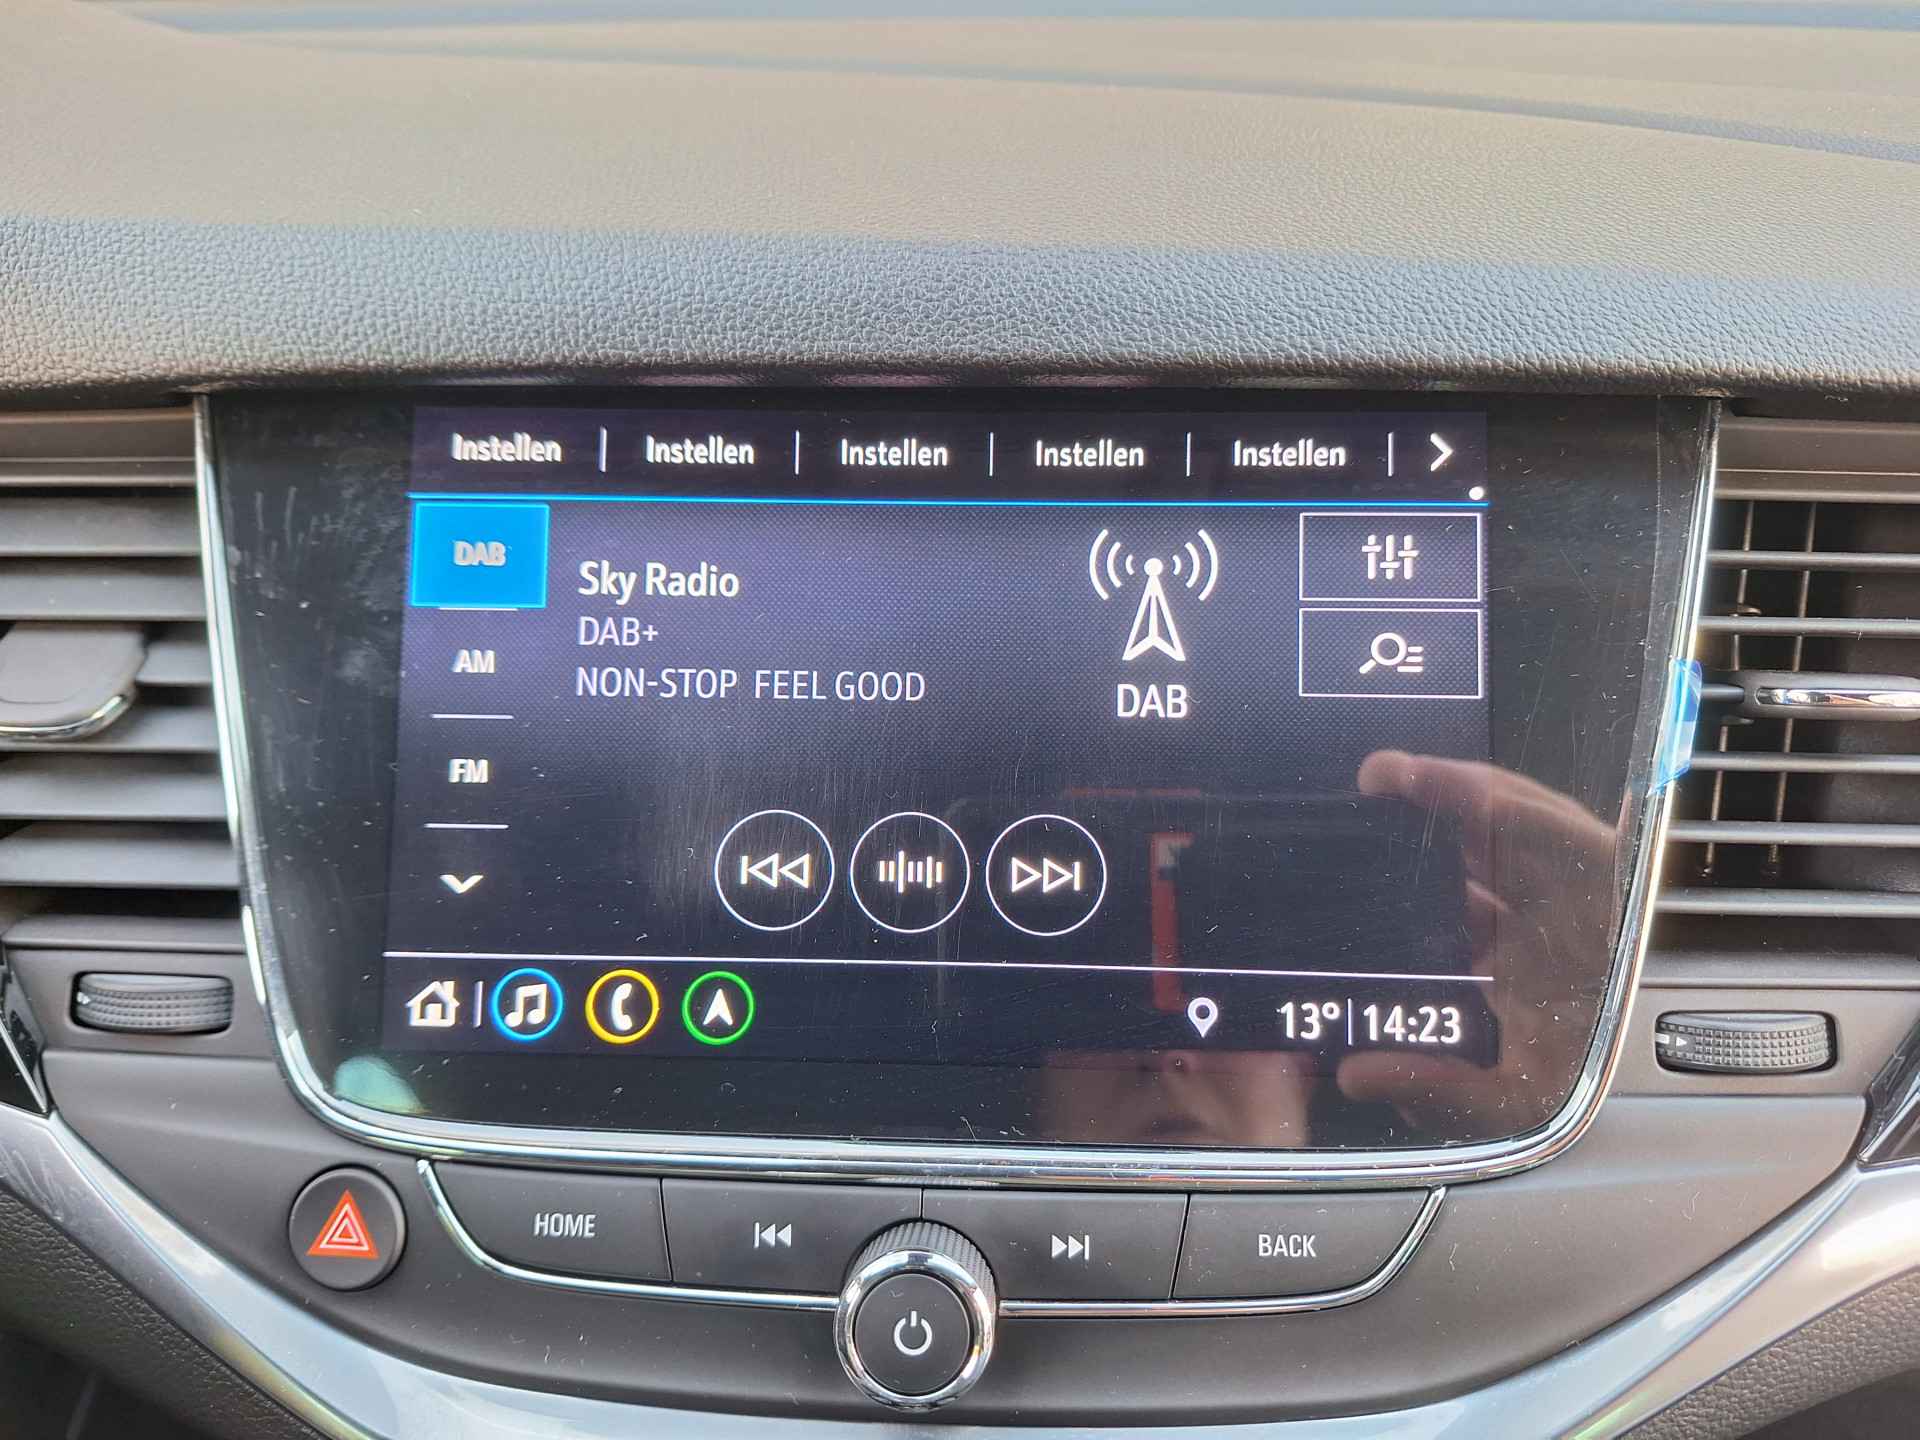 Instellen Instellen Instellen Instellen Instellen
DAB
Sky Radio
DAB+
NON-STOP FEEL GOOD
DAB
AM
FM
13° 14:23
HOME
BACK